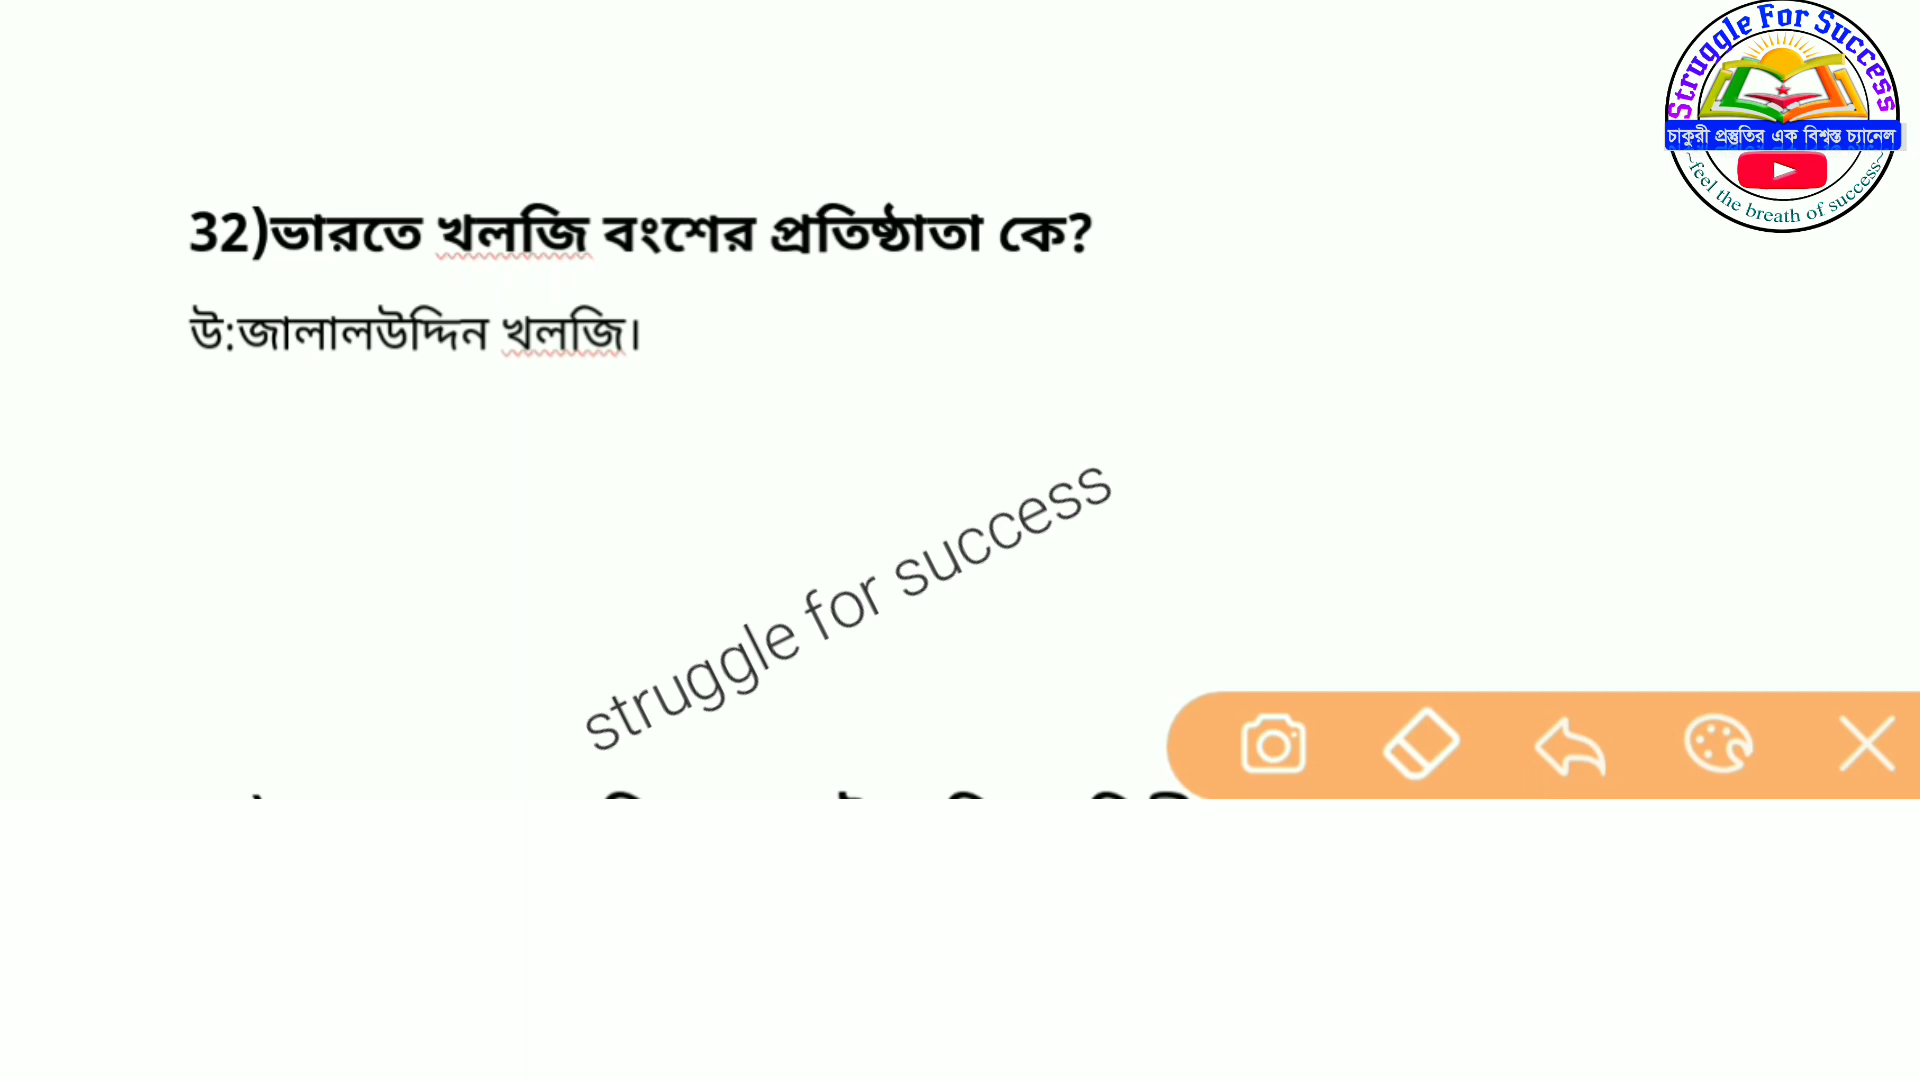 Struggle For Success
চাকুরী প্রস্তুতির এক বিশ্বস্ত চ্যানেল
~feel the breath of success~
32)ভারতে খলজি বংশের প্রতিষ্ঠাতা কে?
উ:জালালউদ্দিন খলজি।
struggle for success